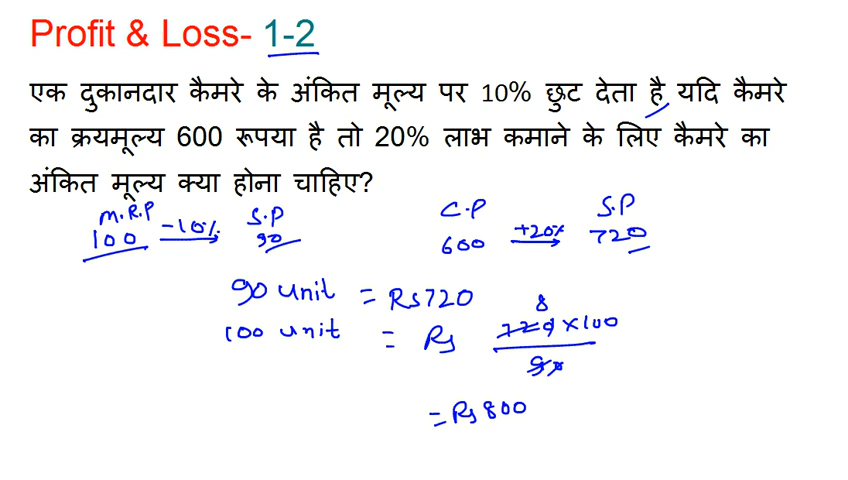 Profit & Loss- 1-2
एक दुकानदार कैमरे के अंकित मूल्य पर 10% छुट देता है यदि कैमरे
का क्रयमूल्य 600 रूपया है तो 20% लाभ कमाने के लिए कैमरे का
अंकित मूल्य क्या होना चाहिए?
M.R.P S.P C.P S.P
100 -10% 90 600 +20% 720
90 unit = Rs720
8
100 unit = Rs 720 x 100
90
= Rs 800